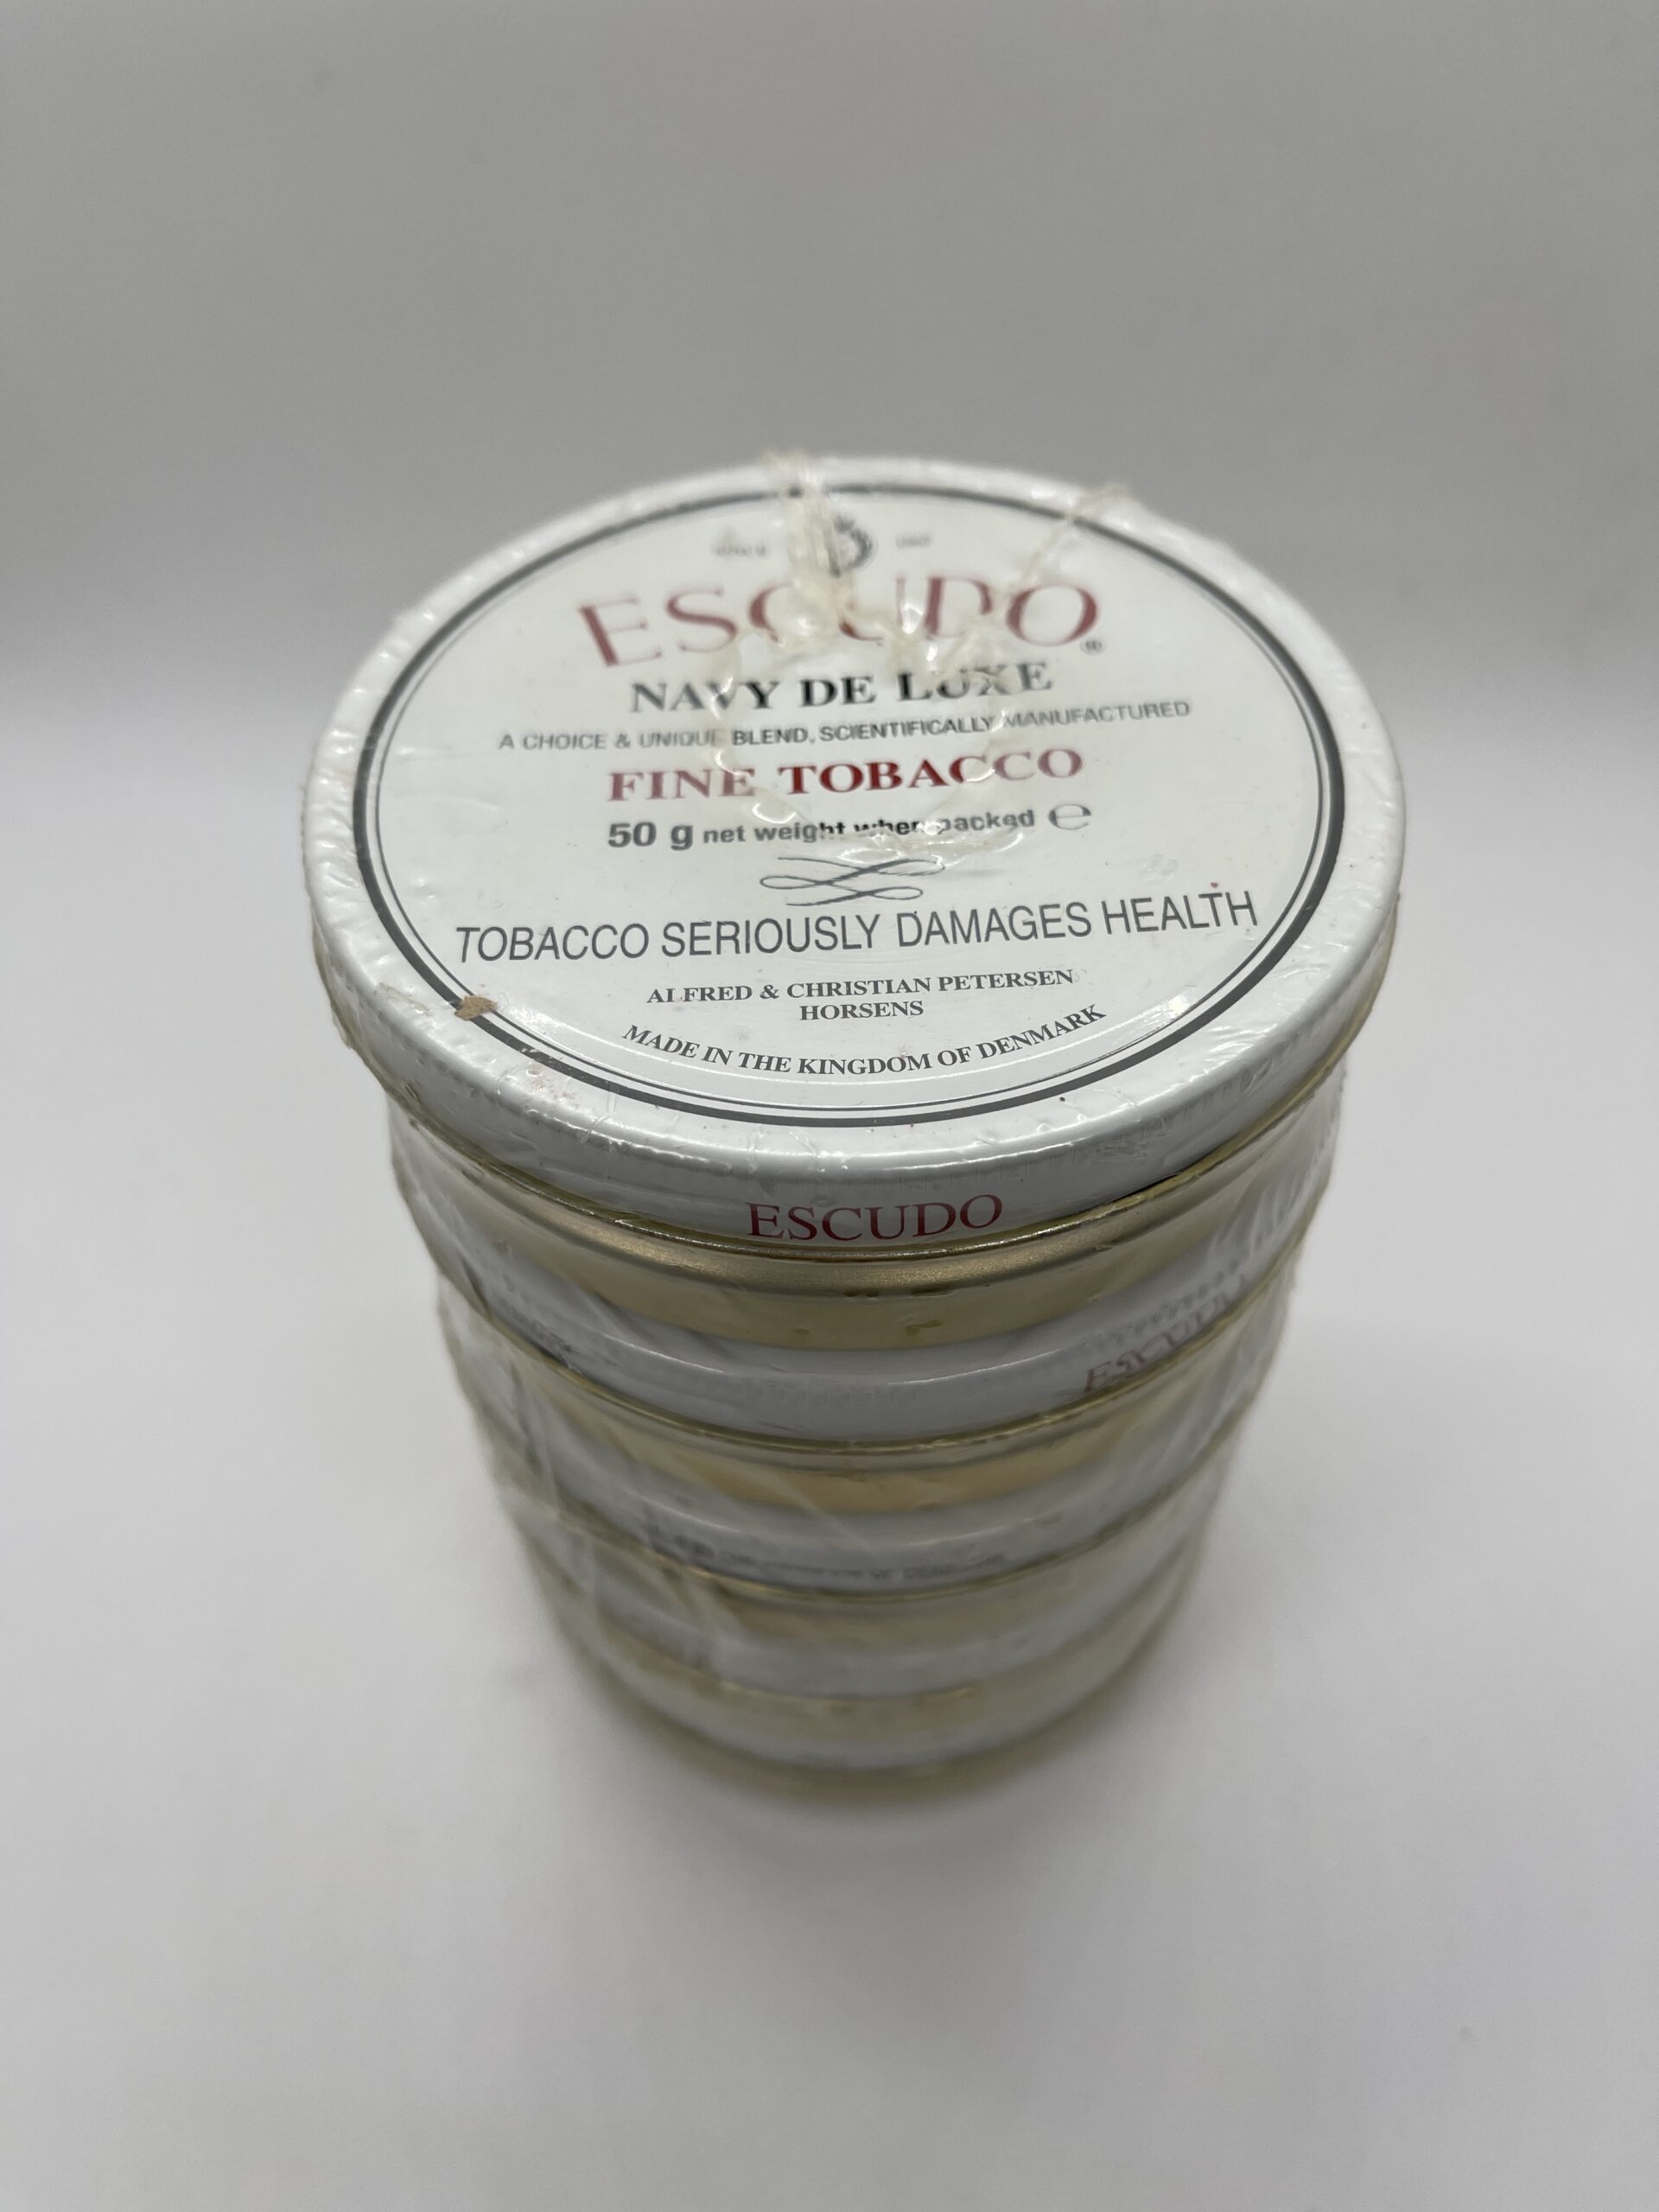 ESCUDO®
NAVY DE LUXE
A CHOICE & UNIQUE BLEND, SCIENTIFICALLY MANUFACTURED
FINE TOBACCO
50 g net weight when packed ℮
TOBACCO SERIOUSLY DAMAGES HEALTH
ALFRED & CHRISTIAN PETERSEN
HORSENS
MADE IN THE KINGDOM OF DENMARK
ESCUDO
ESCUDO